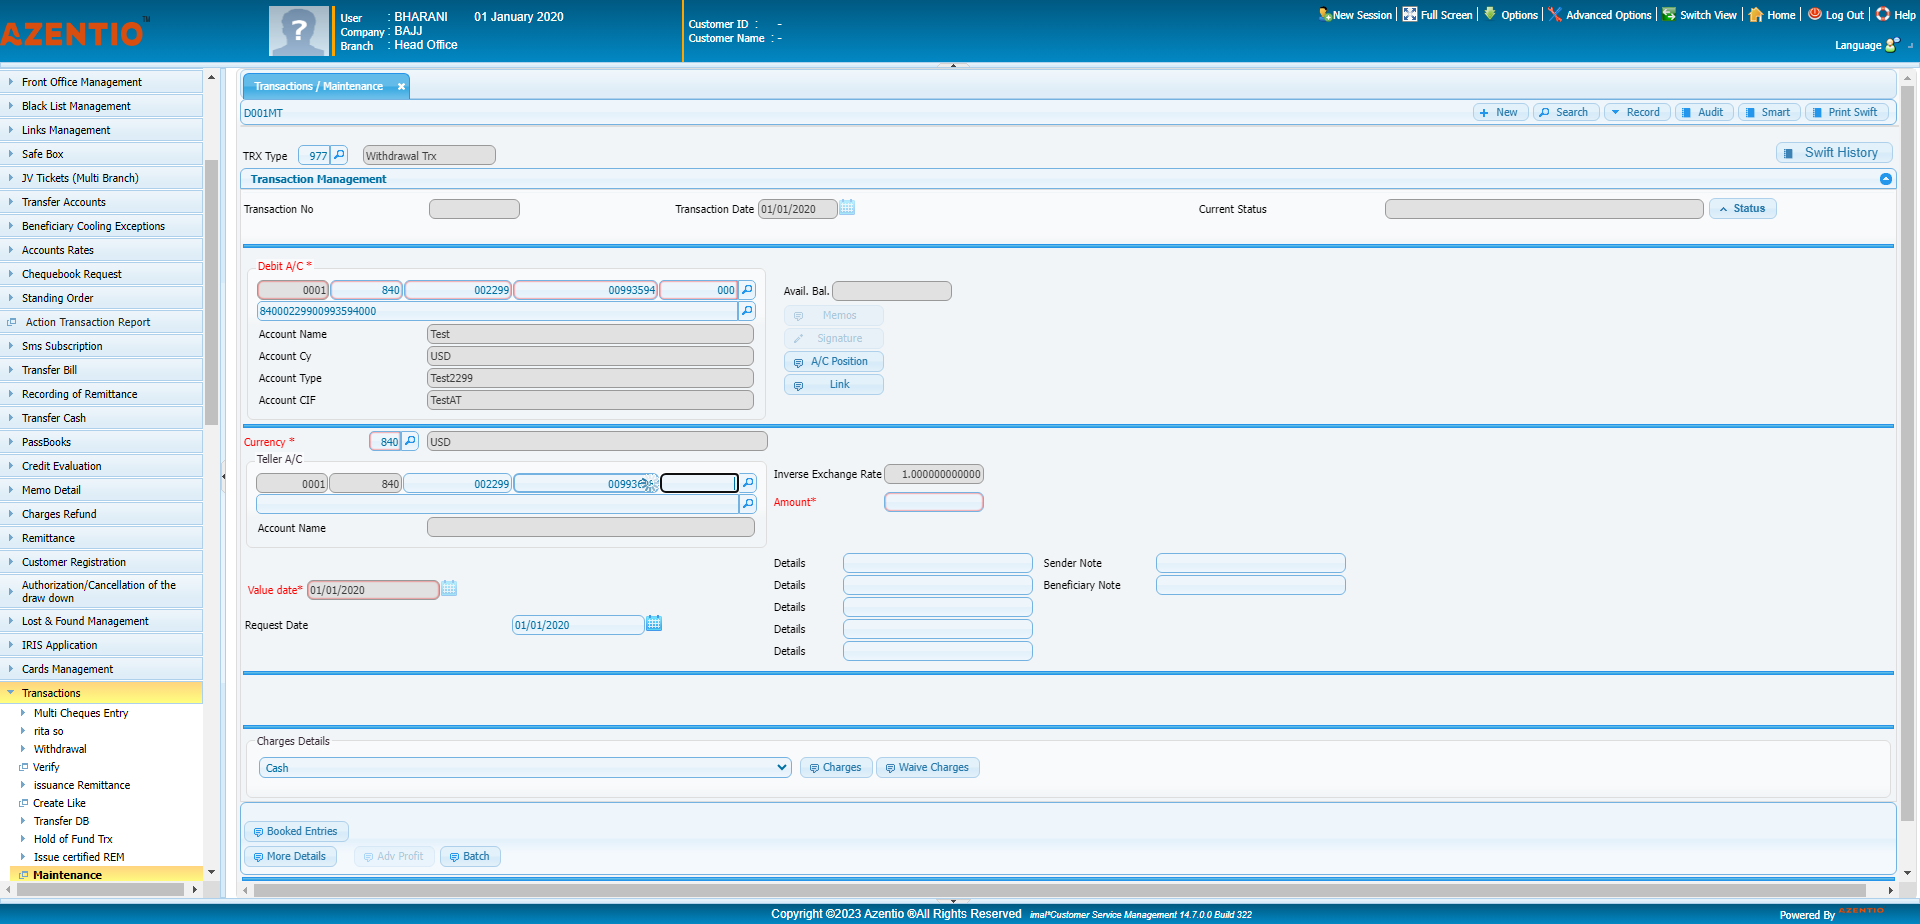 AZENTIO™
User : BHARANI 01 January 2020
Company : BAJJ
Branch : Head Office
Customer ID : -
Customer Name : -
New Session Full Screen Options Advanced Options Switch View Home Log Out Help
Language
Front Office Management
Black List Management
Links Management
Safe Box
JV Tickets (Multi Branch)
Transfer Accounts
Beneficiary Cooling Exceptions
Accounts Rates
Chequebook Request
Standing Order
Action Transaction Report
Sms Subscription
Transfer Bill
Recording of Remittance
Transfer Cash
PassBooks
Credit Evaluation
Memo Detail
Charges Refund
Remittance
Customer Registration
Authorization/Cancellation of the
draw down
Lost & Found Management
IRIS Application
Cards Management
Transactions
Multi Cheques Entry
rita so
Withdrawal
Verify
issuance Remittance
Create Like
Transfer DB
Hold of Fund Trx
Issue certified REM
Maintenance
Transactions / Maintenance
D001MT
New Search Record Audit Smart Print Swift
TRX Type 977 Withdrawal Trx
Swift History
Transaction Management
Transaction No Transaction Date 01/01/2020 Current Status Status
Debit A/C *
0001 840 002299 00993594 000
84000229900993594000
Account Name Test
Account Cy USD
Account Type Test2299
Account CIF TestAT
Avail. Bal.
Memos
Signature
A/C Position
Link
Currency * 840 USD
Teller A/C
0001 840 002299
Account Name
Inverse Exchange Rate 1.000000000000
Amount*
Value date* 01/01/2020
Request Date 01/01/2020
Details Sender Note
Details Beneficiary Note
Details
Details
Details
Charges Details
Cash Charges Waive Charges
Booked Entries
More Details Adv Profit Batch
Copyright ©2023 Azentio ®All Rights Reserved imal*Customer Service Management 14.7.0.0 Build 322
Powered By AZENTIO